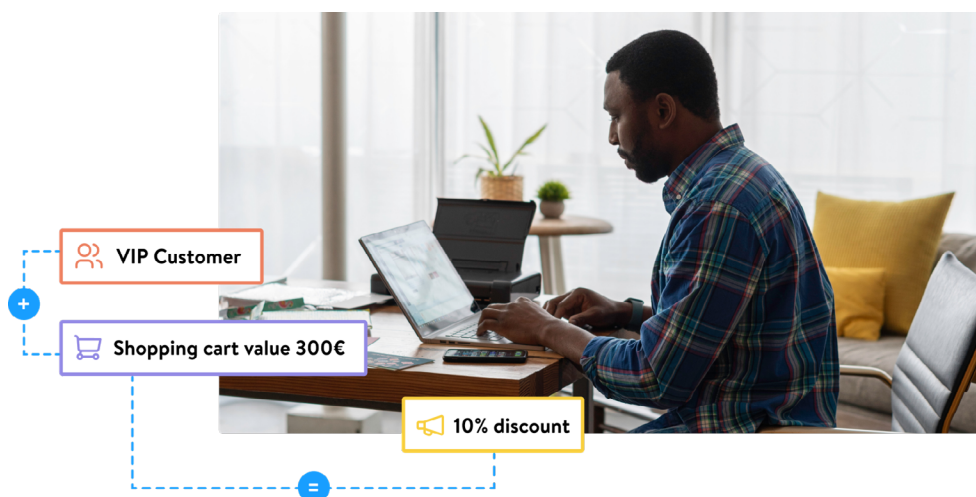 VIP Customer
+
Shopping cart value 300€
10% discount
=